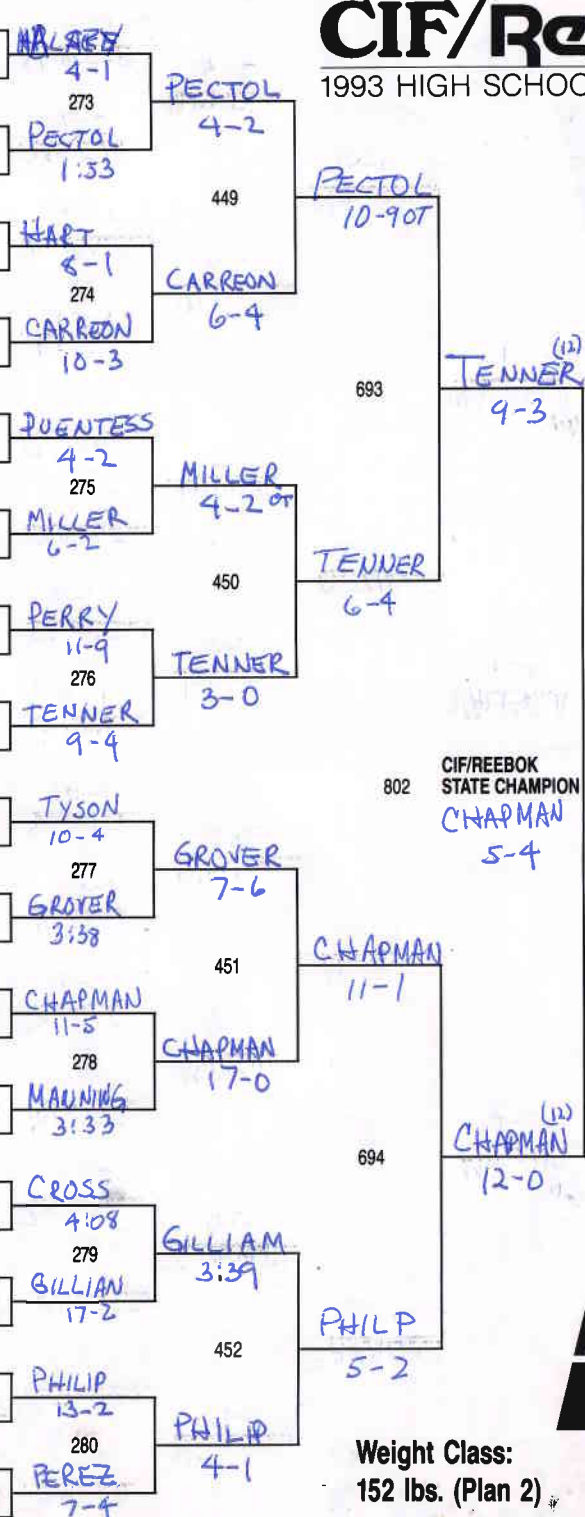 CIF/Re
1993 HIGH SCHOO
4-1
273
PECTOL
1:53
PECTOL
4-2
449
HART
8-1
274
CARREON
10-3
CARREON
6-4
PECTOL
10-9 OT
693
PUENTESS
4-2
275
MILLER
6-2
MILLER
4-2 OT
450
PERRY
11-9
276
TENNER
9-4
TENNER
3-0
TENNER
6-4
TENNER (12)
9-3
802
CIF/REEBOK
STATE CHAMPION
CHAPMAN
5-4
TYSON
10-4
277
GROVER
3:38
GROVER
7-6
451
CHAPMAN
11-5
278
MANNING
3:33
CHAPMAN
17-0
CHAPMAN
11-1
694
CHAPMAN (12)
12-0
CROSS
4:08
279
GILLIAN
17-2
GILLIAM
3:39
452
PHILIP
13-2
280
PEREZ
7-4
PHILIP
4-1
PHILP
5-2
Weight Class:
152 lbs. (Plan 2)